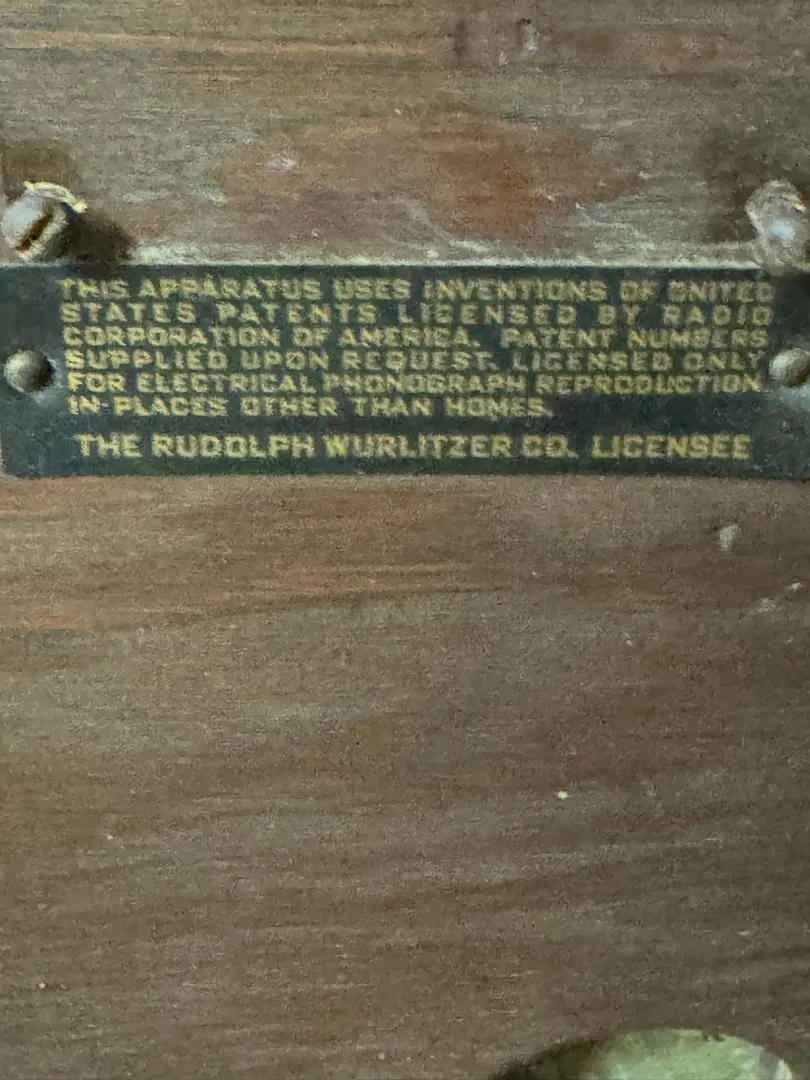 THIS APPARATUS USES INVENTIONS OF UNITED
STATES PATENTS LICENSED BY RADIO
CORPORATION OF AMERICA. PATENT NUMBERS
SUPPLIED UPON REQUEST. LICENSED ONLY
FOR ELECTRICAL PHONOGRAPH REPRODUCTION
IN PLACES OTHER THAN HOMES.
THE RUDOLPH WURLITZER CO. LICENSEE